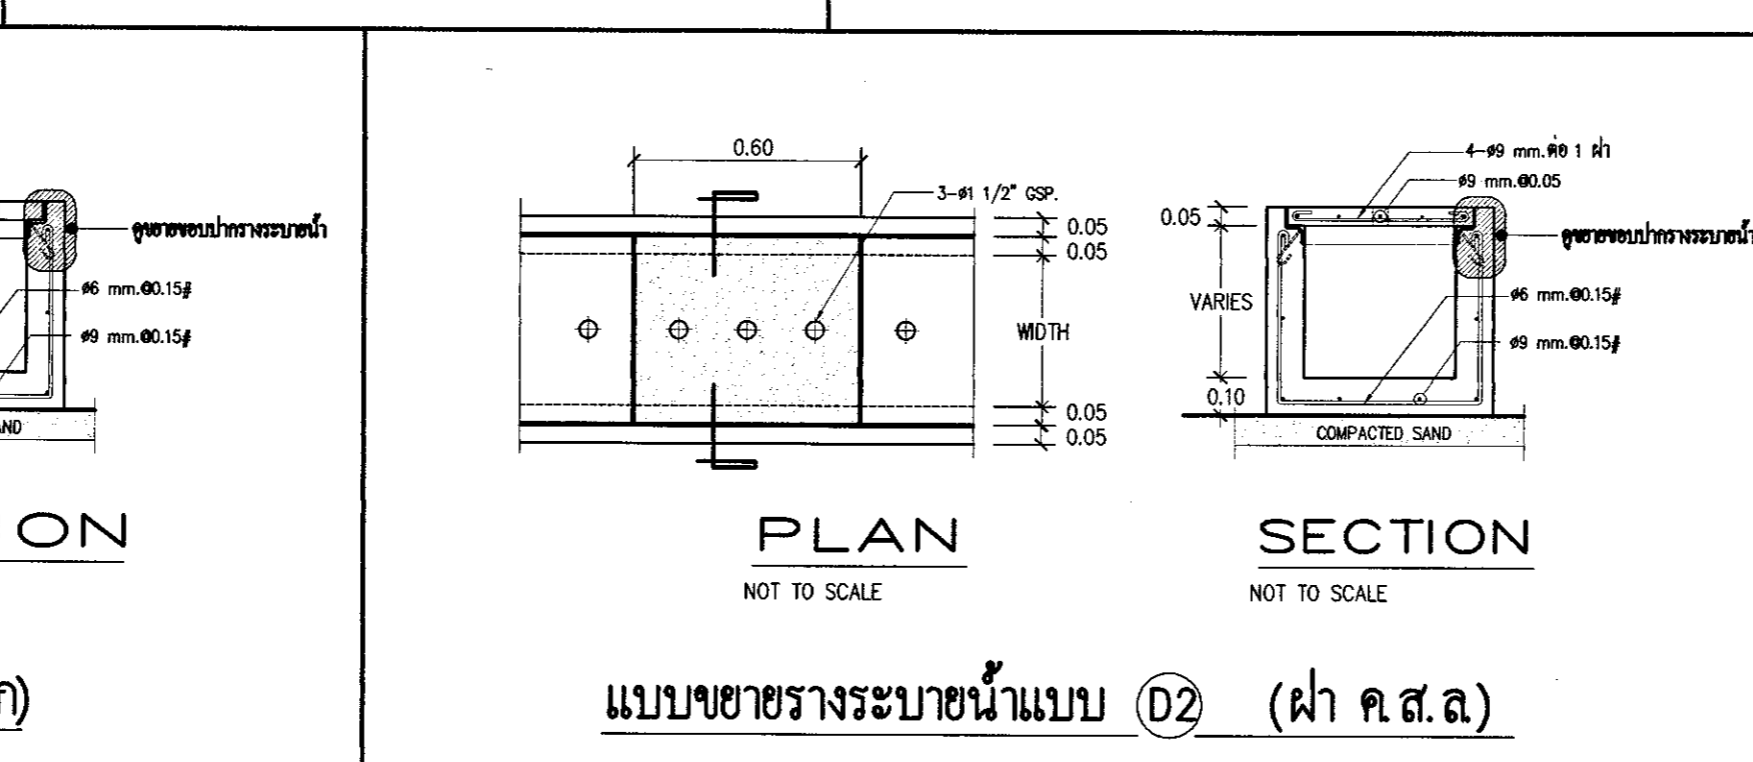 ดูขยายขอบปากรางระบายน้ำ
ø6 mm.@0.15#
ø9 mm.@0.15#
AND
ON
ก)
0.60
3-ø1 1/2" GSP.
0.05
0.05
WIDTH
0.05
0.05
PLAN
NOT TO SCALE
4-ø9 mm.ต่อ 1 ฝา
ø9 mm.@0.05
0.05
ดูขยายขอบปากรางระบายน้ำ
VARIES
ø6 mm.@0.15#
ø9 mm.@0.15#
0.10
COMPACTED SAND
SECTION
NOT TO SCALE
แบบขยายรางระบายน้ำแบบ D2 (ฝา ค.ส.ล.)